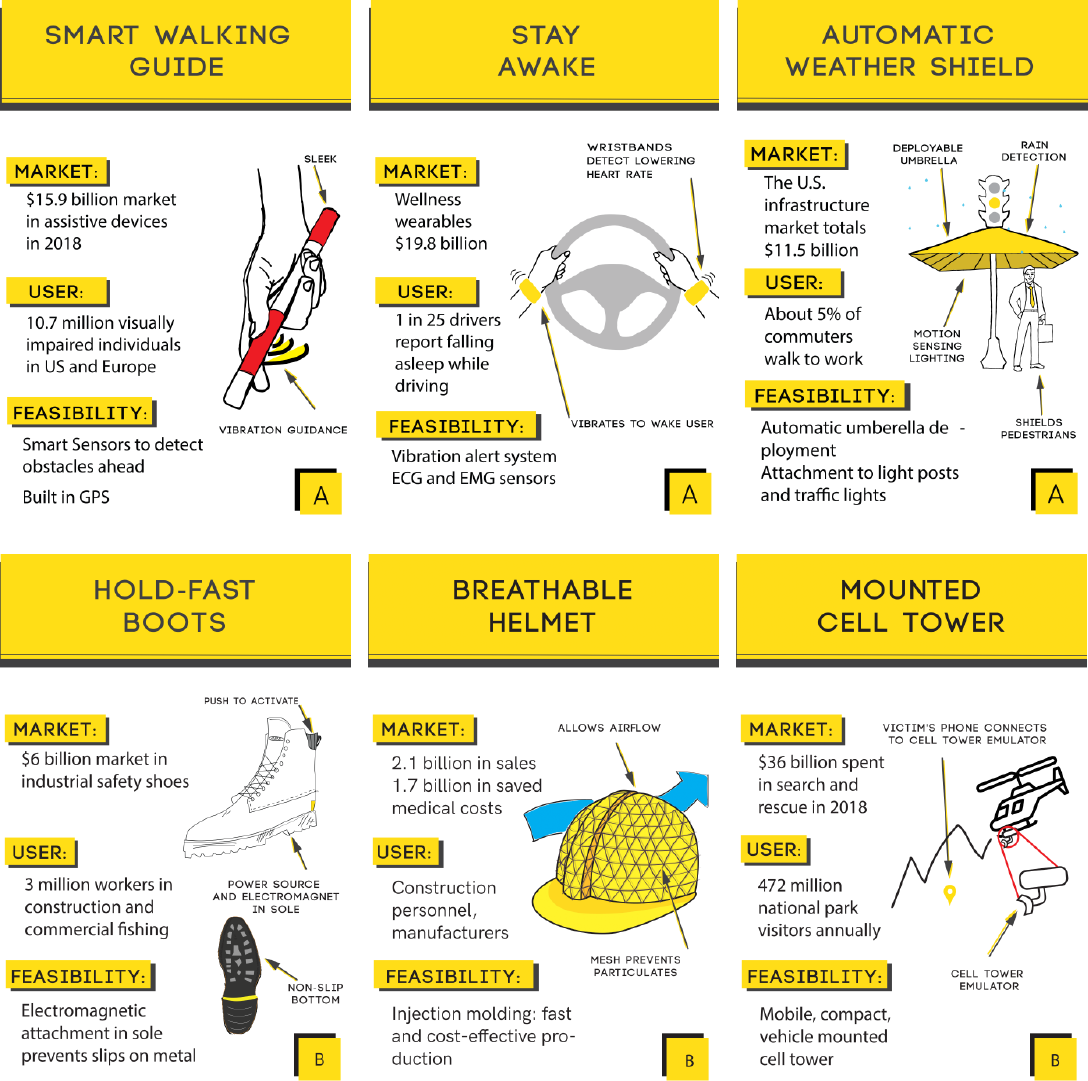 SMART WALKING
GUIDE
MARKET:
$15.9 billion market
in assistive devices
in 2018
USER:
10.7 million visually
impaired individuals
in US and Europe
FEASIBILITY:
Smart Sensors to detect
obstacles ahead
Built in GPS
SLEEK
VIBRATION GUIDANCE
A
STAY
AWAKE
MARKET:
Wellness
wearables
$19.8 billion
USER:
1 in 25 drivers
report falling
asleep while
driving
FEASIBILITY:
Vibration alert system
ECG and EMG sensors
WRISTBANDS
DETECT LOWERING
HEART RATE
VIBRATES TO WAKE USER
A
AUTOMATIC
WEATHER SHIELD
MARKET:
The U.S.
infrastructure
market totals
$11.5 billion
USER:
About 5% of
commuters
walk to work
FEASIBILITY:
Automatic umberella de -
ployment
Attachment to light posts
and traffic lights
DEPLOYABLE
UMBRELLA
RAIN
DETECTION
MOTION
SENSING
LIGHTING
SHIELDS
PEDESTRIANS
A
HOLD-FAST
BOOTS
MARKET:
$6 billion market in
industrial safety shoes
USER:
3 million workers in
construction and
commercial fishing
FEASIBILITY:
Electromagnetic
attachment in sole
prevents slips on metal
PUSH TO ACTIVATE
POWER SOURCE
AND ELECTROMAGNET
IN SOLE
NON-SLIP
BOTTOM
B
BREATHABLE
HELMET
MARKET:
2.1 billion in sales
1.7 billion in saved
medical costs
USER:
Construction
personnel,
manufacturers
FEASIBILITY:
Injection molding: fast
and cost-effective pro-
duction
ALLOWS AIRFLOW
MESH PREVENTS
PARTICULATES
B
MOUNTED
CELL TOWER
MARKET:
$36 billion spent
in search and
rescue in 2018
USER:
472 million
national park
visitors annually
FEASIBILITY:
Mobile, compact,
vehicle mounted
cell tower
VICTIM'S PHONE CONNECTS
TO CELL TOWER EMULATOR
CELL TOWER
EMULATOR
B